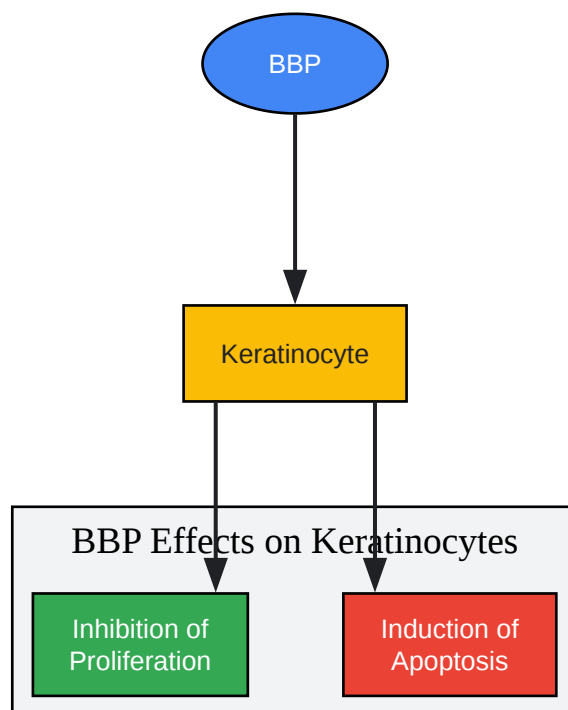 BBP
Keratinocyte
BBP Effects on Keratinocytes
Inhibition of
Proliferation
Induction of
Apoptosis